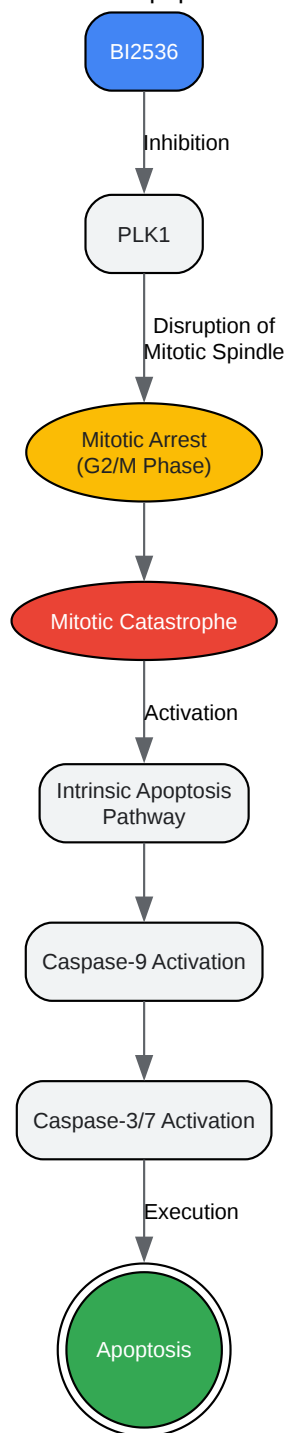 BI2536
Inhibition
PLK1
Disruption of
Mitotic Spindle
Mitotic Arrest
(G2/M Phase)
Mitotic Catastrophe
Activation
Intrinsic Apoptosis
Pathway
Caspase-9 Activation
Caspase-3/7 Activation
Execution
Apoptosis